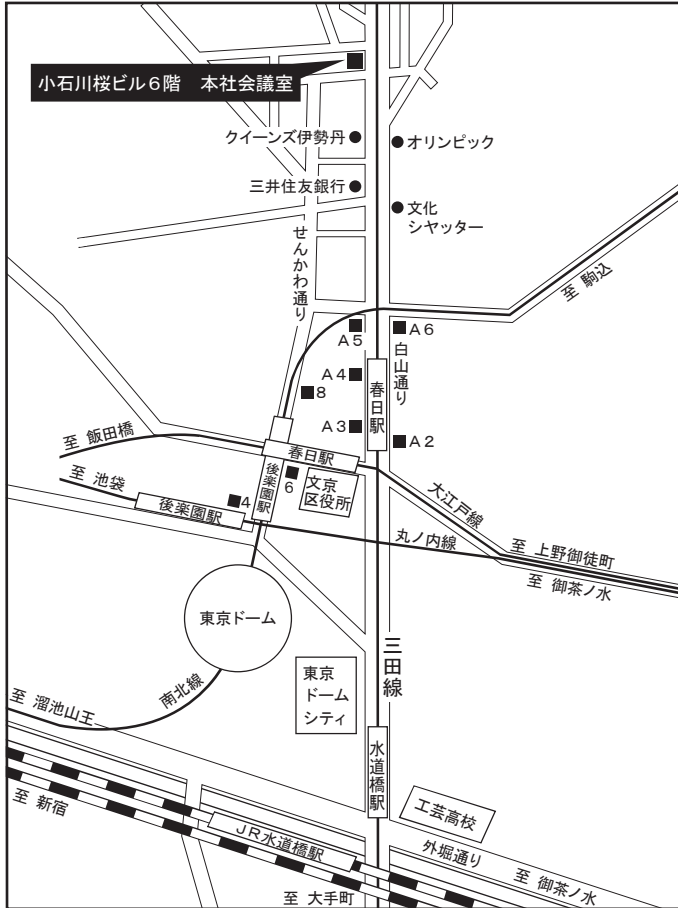 小石川桜ビル６階　本社会議室
クイーンズ伊勢丹
オリンピック
三井住友銀行
文化
シヤッター
せんかわ通り
至 駒込
A5
A6
白山通り
A4
春日駅
8
A3
A2
至 飯田橋
春日駅
至 池袋
後楽園駅
6
文京
区役所
4
後楽園駅
大江戸線
丸ノ内線
至 上野御徒町
至 御茶ノ水
東京ドーム
三田線
東京
ドーム
シティ
南北線
至 溜池山王
水道橋駅
至 新宿
工芸高校
JR水道橋駅
外堀通り
至 御茶ノ水
至 大手町